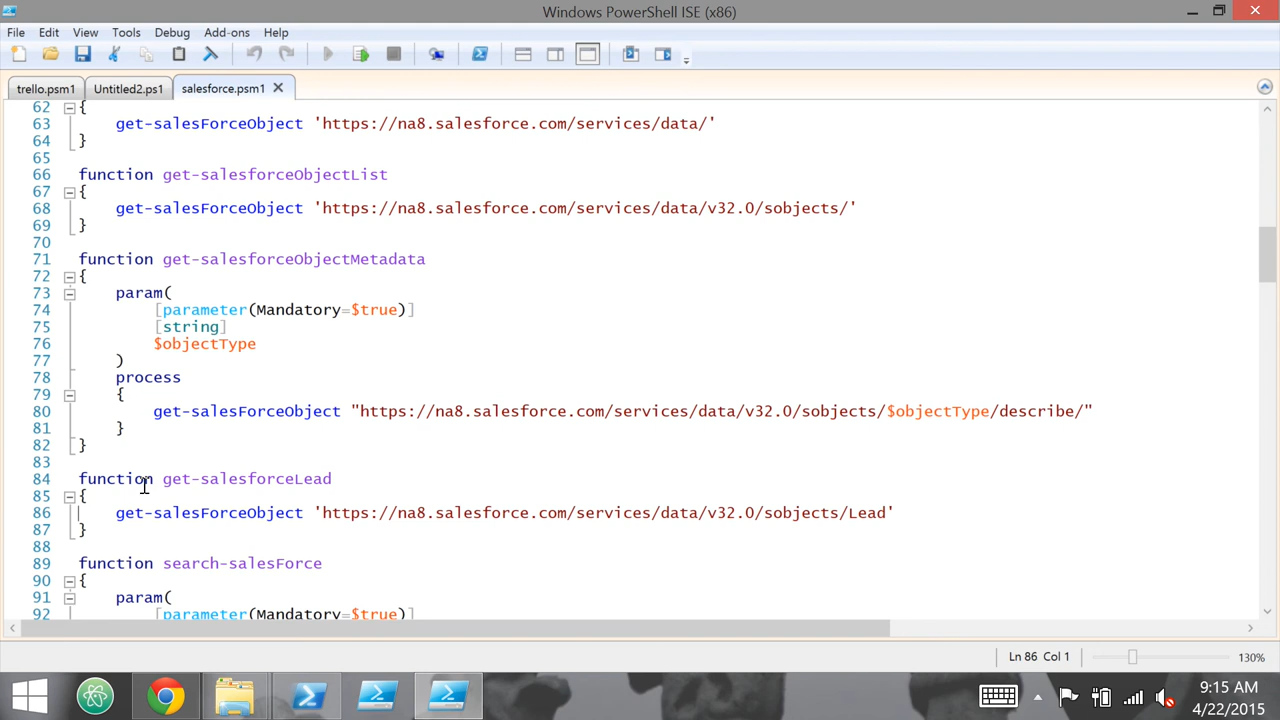 Windows PowerShell ISE (x86)
File Edit View Tools Debug Add-ons Help
trello.psm1 Untitled2.ps1 salesforce.psm1
62 {
63 get-salesForceObject 'https://na8.salesforce.com/services/data/'
64 }
65
66 function get-salesforceObjectList
67 {
68 get-salesForceObject 'https://na8.salesforce.com/services/data/v32.0/sobjects/'
69 }
70
71 function get-salesforceObjectMetadata
72 {
73 param(
74 [parameter(Mandatory=$true)]
75 [string]
76 $objectType
77 )
78 process
79 {
80 get-salesForceObject "https://na8.salesforce.com/services/data/v32.0/sobjects/$objectType/describe/"
81 }
82 }
83
84 function get-salesforceLead
85 {
86 get-salesForceObject 'https://na8.salesforce.com/services/data/v32.0/sobjects/Lead'
87 }
88
89 function search-salesForce
90 {
91 param(
92 [parameter(Mandatory=$true)]
Ln 86 Col 1 130%
9:15 AM
4/22/2015